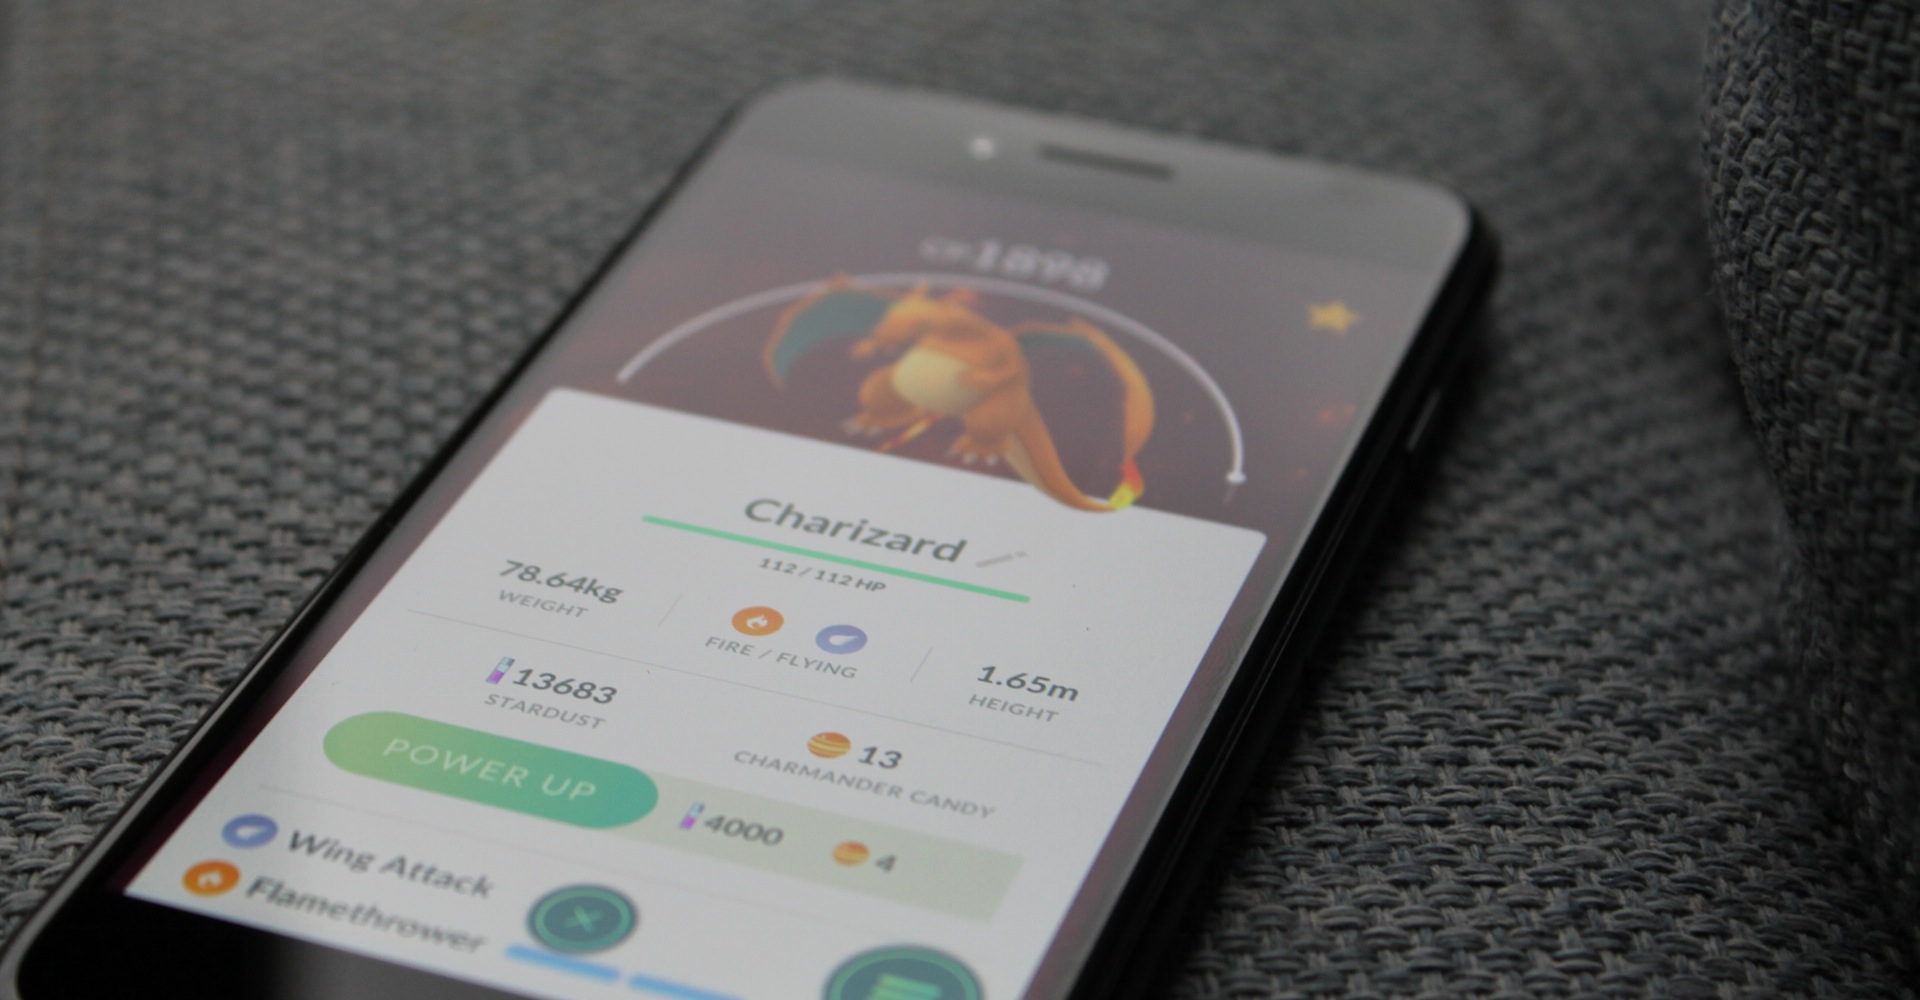 CP1898
Charizard
112 / 112 HP
78.64kg
WEIGHT
FIRE / FLYING
1.65m
HEIGHT
13683
STARDUST
13
CHARMANDER CANDY
POWER UP
4000
4
Wing Attack
Flamethrower